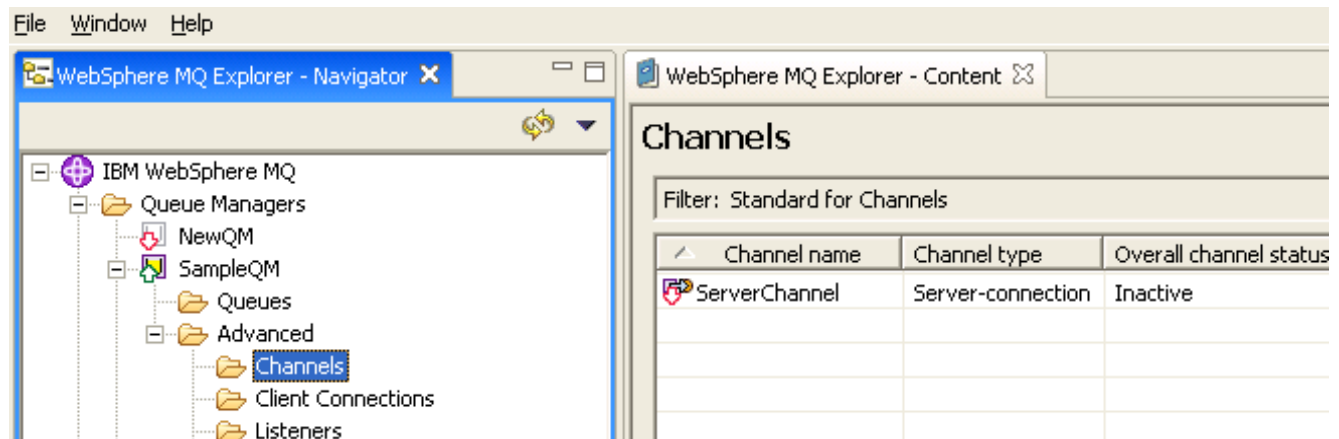 File Window Help
WebSphere MQ Explorer - Navigator
IBM WebSphere MQ
Queue Managers
NewQM
SampleQM
Queues
Advanced
Channels
Client Connections
Listeners
WebSphere MQ Explorer - Content
Channels
Filter: Standard for Channels
Channel name Channel type Overall channel status
ServerChannel Server-connection Inactive